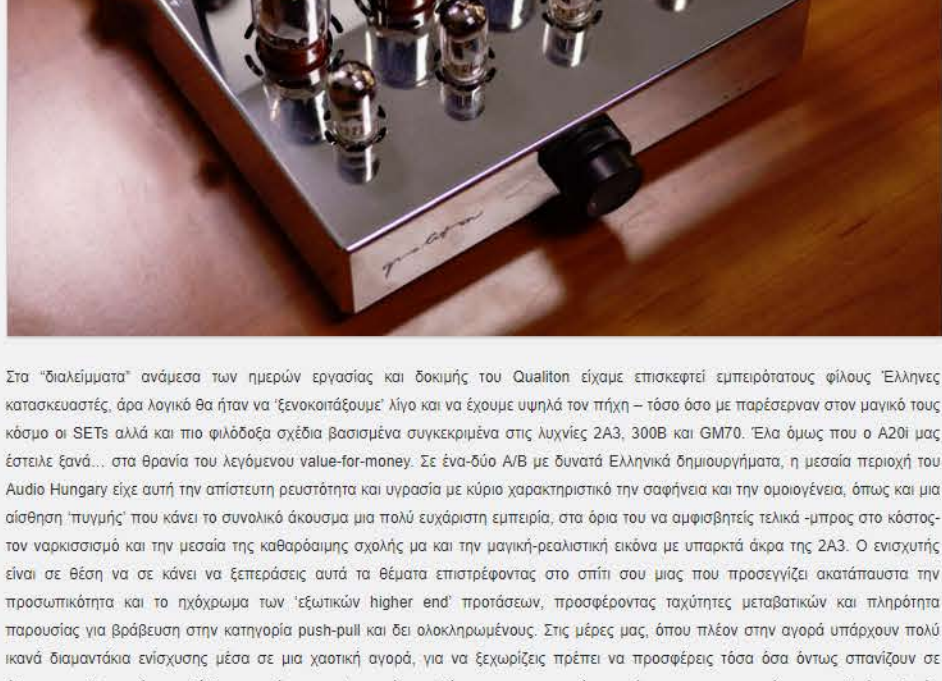 qualiton
Στα “διαλείμματα” ανάμεσα των ημερών εργασίας και δοκιμής του Qualiton είχαμε επισκεφτεί εμπειρότατους φίλους Έλληνες
κατασκευαστές, άρα λογικό θα ήταν να ‘ξενοκοιτάξουμε’ λίγο και να έχουμε υψηλά τον πήχη – τόσο όσο με παρέσερναν στον μαγικό τους
κόσμο οι SETs αλλά και πιο φιλόδοξα σχέδια βασισμένα συγκεκριμένα στις λυχνίες 2A3, 300B και GM70. Έλα όμως που ο A20i μας
έστειλε ξανά… στα θρανία του λεγόμενου value-for-money. Σε ένα-δύο A/B με δυνατά Ελληνικά δημιουργήματα, η μεσαία περιοχή του
Audio Hungary είχε αυτή την απίστευτη ρευστότητα και υγρασία με κύριο χαρακτηριστικό την σαφήνεια και την ομοιογένεια, όπως και μια
αίσθηση ‘πυγμής’ που κάνει το συνολικό άκουσμα μια πολύ ευχάριστη εμπειρία, στα όρια του να αμφισβητείς τελικά -μπρος στο κόστος-
τον ναρκισσισμό και την μεσαία της καθαρόαιμης σχολής μα και την μαγική-ρεαλιστική εικόνα με υπαρκτά άκρα της 2A3. Ο ενισχυτής
είναι σε θέση να σε κάνει να ξεπεράσεις αυτά τα θέματα επιστρέφοντας στο σπίτι σου μιας που προσεγγίζει ακατάπαυστα την
προσωπικότητα και το ηχόχρωμα των ‘εξωτικών higher end’ προτάσεων, προσφέροντας ταχύτητες μεταβατικών και πληρότητα
παρουσίας για βράβευση στην κατηγορία push-pull και δει ολοκληρωμένους. Στις μέρες μας, όπου πλέον στην αγορά υπάρχουν πολύ
ικανά διαμαντάκια ενίσχυσης μέσα σε μια χαοτική αγορά, για να ξεχωρίζεις πρέπει να προσφέρεις τόσα όσα όντως σπανίζουν σε